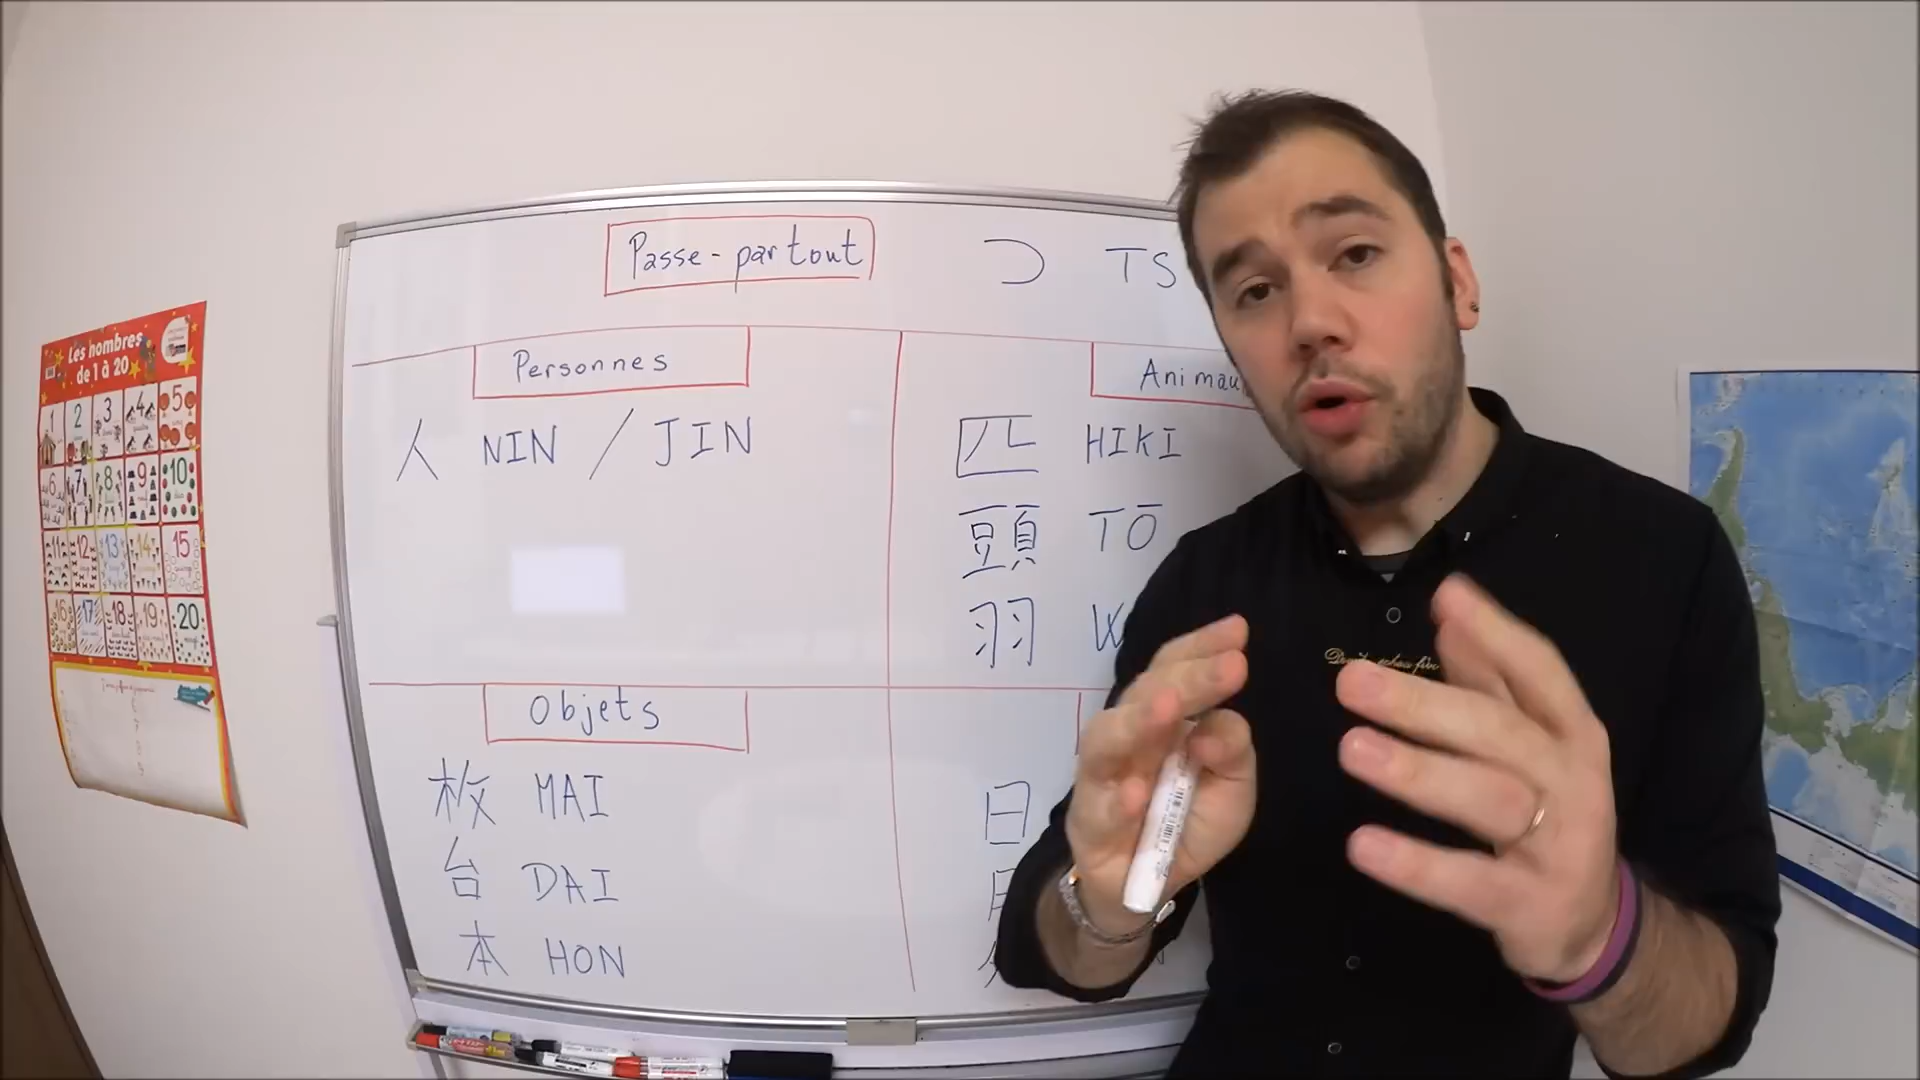 Passe-partout つ TS
Personnes
人 NIN / JIN
Animau
匹 HIKI
頭 TŌ
羽 W
Objets
枚 MAI
台 DAI
本 HON
日
Les nombres
de 1 à 20
1 2 3 4 5
6 7 8 9 10
11 12 13 14 15
16 17 18 19 20